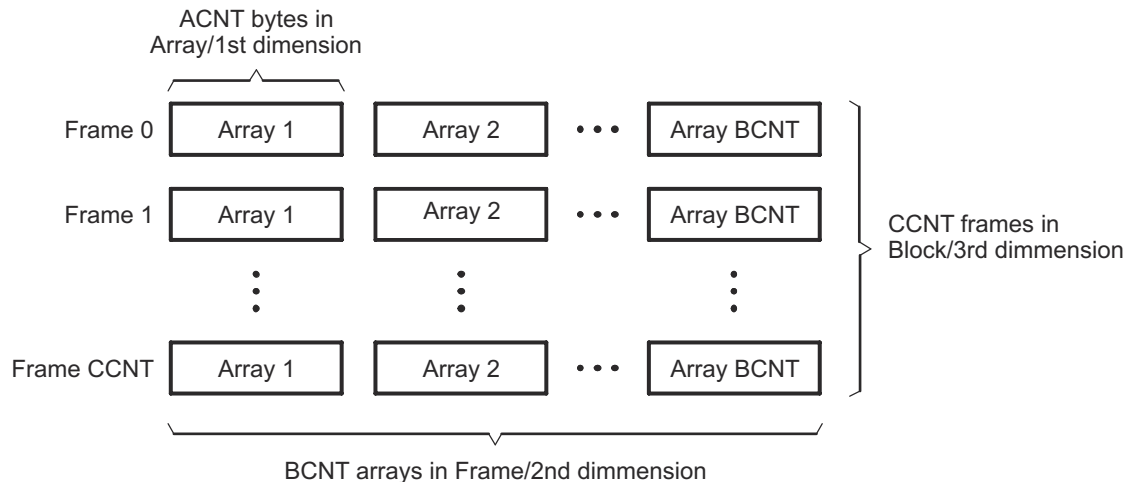 ACNT bytes in
Array/1st dimension
Frame 0 Array 1 Array 2 Array BCNT
Frame 1 Array 1 Array 2 Array BCNT
CCNT frames in
Block/3rd dimmension
Frame CCNT Array 1 Array 2 Array BCNT
BCNT arrays in Frame/2nd dimmension